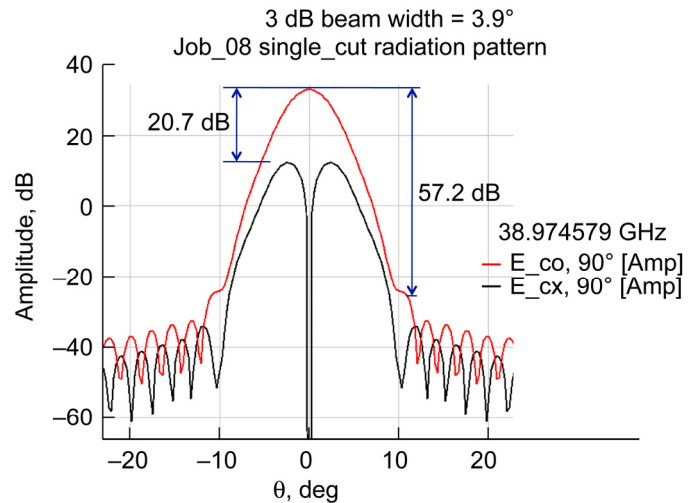 3 dB beam width = 3.9°
Job_08 single_cut radiation pattern
40
20.7 dB
20
57.2 dB
0
Amplitude, dB
38.974579 GHz
E_co, 90° [Amp]
E_cx, 90° [Amp]
–20
–40
–60
–20
–10
0
10
20
θ, deg